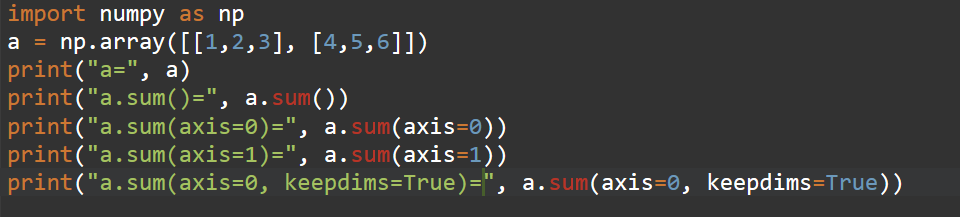 import numpy as np
a = np.array([[1,2,3], [4,5,6]])
print("a=", a)
print("a.sum()=", a.sum())
print("a.sum(axis=0)=", a.sum(axis=0))
print("a.sum(axis=1)=", a.sum(axis=1))
print("a.sum(axis=0, keepdims=True)=", a.sum(axis=0, keepdims=True))